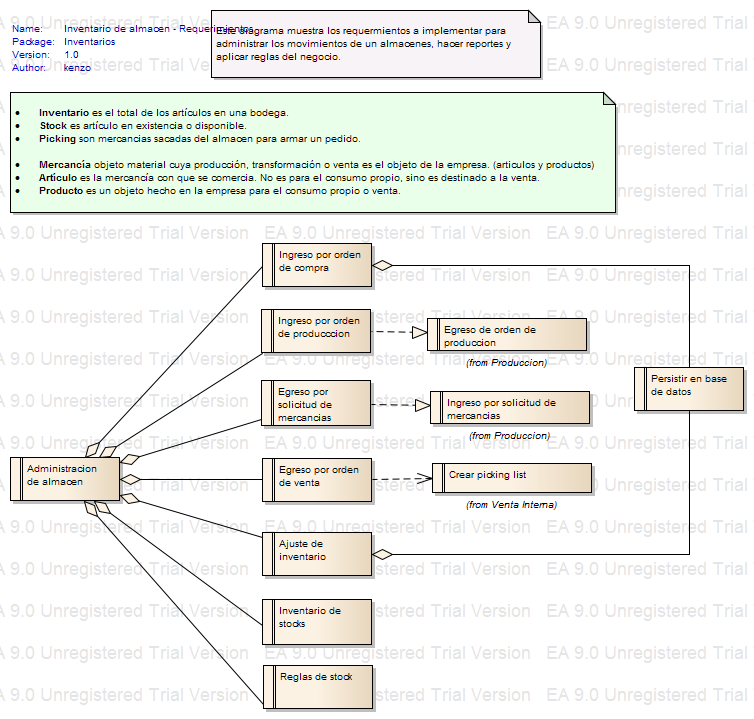 Name: Inventario de almacen - Requerimientos
Package: Inventarios
Version: 1.0
Author: kenzo
Este diagrama muestra los requermientos a implementar para
administrar los movimientos de un almacenes, hacer reportes y
aplicar reglas del negocio.
• Inventario es el total de los artículos en una bodega.
• Stock es artículo en existencia o disponible.
• Picking son mercancias sacadas del almacen para armar un pedido.
• Mercancía objeto material cuya producción, transformación o venta es el objeto de la empresa. (articulos y productos)
• Artículo es la mercancía con que se comercia. No es para el consumo propio, sino es destinado a la venta.
• Producto es un objeto hecho en la empresa para el consumo propio o venta.
Ingreso por orden
de compra
Ingreso por orden
de produccion
Egreso de orden de
produccion
(from Produccion)
Persistir en base
de datos
Egreso por
solicitud de
mercancias
Ingreso por solicitud de
mercancias
(from Produccion)
Administracion
de almacen
Egreso por orden
de venta
Crear picking list
(from Venta Interna)
Ajuste de
inventario
Inventario de
stocks
Reglas de stock
EA 9.0 Unregistered Trial Version